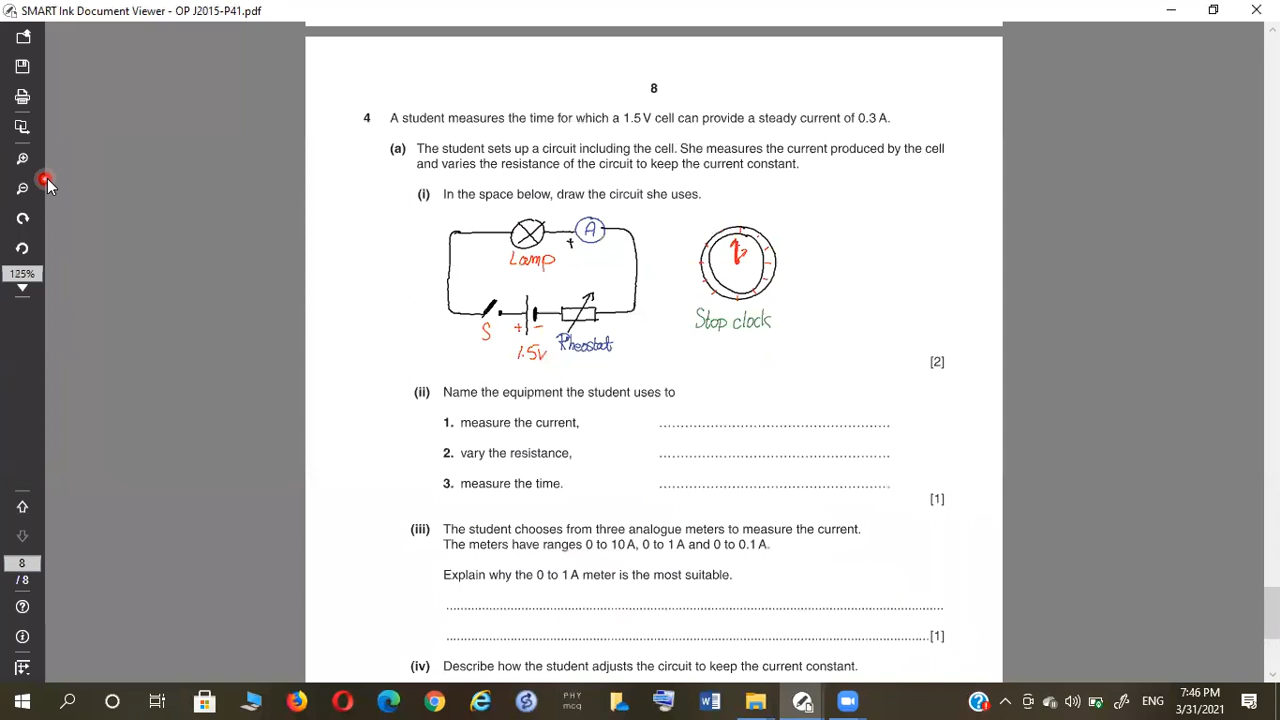 SMART Ink Document Viewer - OP J2015-P41.pdf
8
4 A student measures the time for which a 1.5 V cell can provide a steady current of 0.3 A.
(a) The student sets up a circuit including the cell. She measures the current produced by the cell
and varies the resistance of the circuit to keep the current constant.
(i) In the space below, draw the circuit she uses.
A
+
Lamp
S
+ -
1.5V
Rheostat
Stop clock
[2]
(ii) Name the equipment the student uses to
1. measure the current, ......................................................
2. vary the resistance, ......................................................
3. measure the time. ......................................................
[1]
(iii) The student chooses from three analogue meters to measure the current.
The meters have ranges 0 to 10 A, 0 to 1 A and 0 to 0.1 A.
Explain why the 0 to 1 A meter is the most suitable.
...................................................................................................................................
...............................................................................................................................[1]
(iv) Describe how the student adjusts the circuit to keep the current constant.
125%
8
/ 8
PHY
mcq
ENG
7:46 PM
3/31/2021